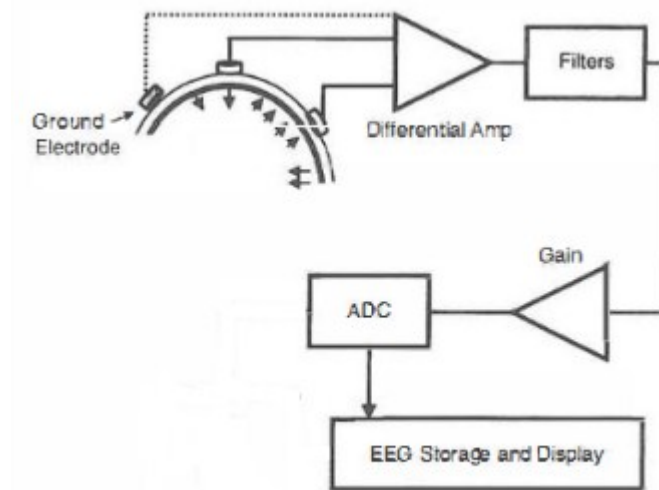 Filters
Ground
Electrode
Differential Amp
Gain
ADC
EEG Storage and Display